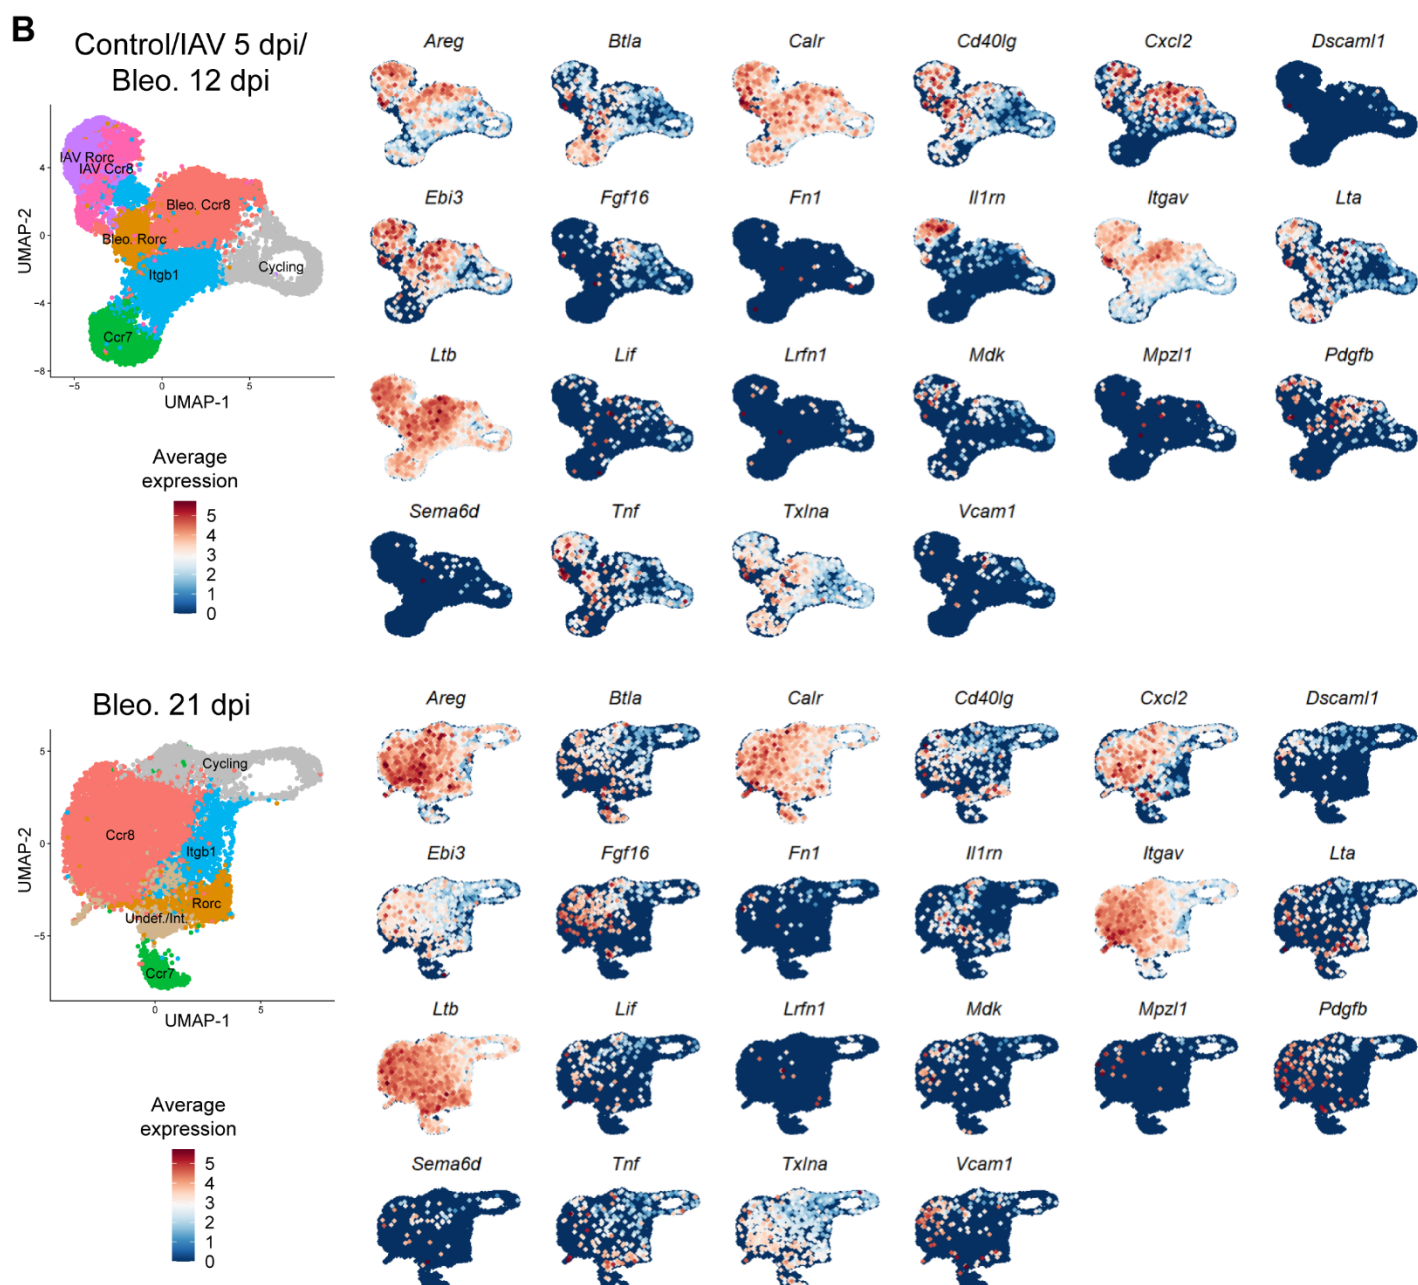 B
Control/IAV 5 dpi/
Bleo. 12 dpi
Areg Btla Calr Cd40lg Cxcl2 Dscaml1
IAV Rorc
IAV Ccr8
Bleo. Ccr8
Bleo. Rorc
Itgb1
Cycling
Ccr7
4
0
−4
−8
UMAP-2
−5 0 5
UMAP-1
Ebi3 Fgf16 Fn1 Il1rn Itgav Lta
Ltb Lif Lrfn1 Mdk Mpzl1 Pdgfb
Average
expression
5
4
3
2
1
0
Sema6d Tnf Txlna Vcam1
Bleo. 21 dpi
Areg Btla Calr Cd40lg Cxcl2 Dscaml1
Cycling
Ccr8
Itgb1
Rorc
Undef./Int.
Ccr7
5
0
−5
UMAP-2
0 5
UMAP-1
Ebi3 Fgf16 Fn1 Il1rn Itgav Lta
Ltb Lif Lrfn1 Mdk Mpzl1 Pdgfb
Average
expression
5
4
3
2
1
0
Sema6d Tnf Txlna Vcam1